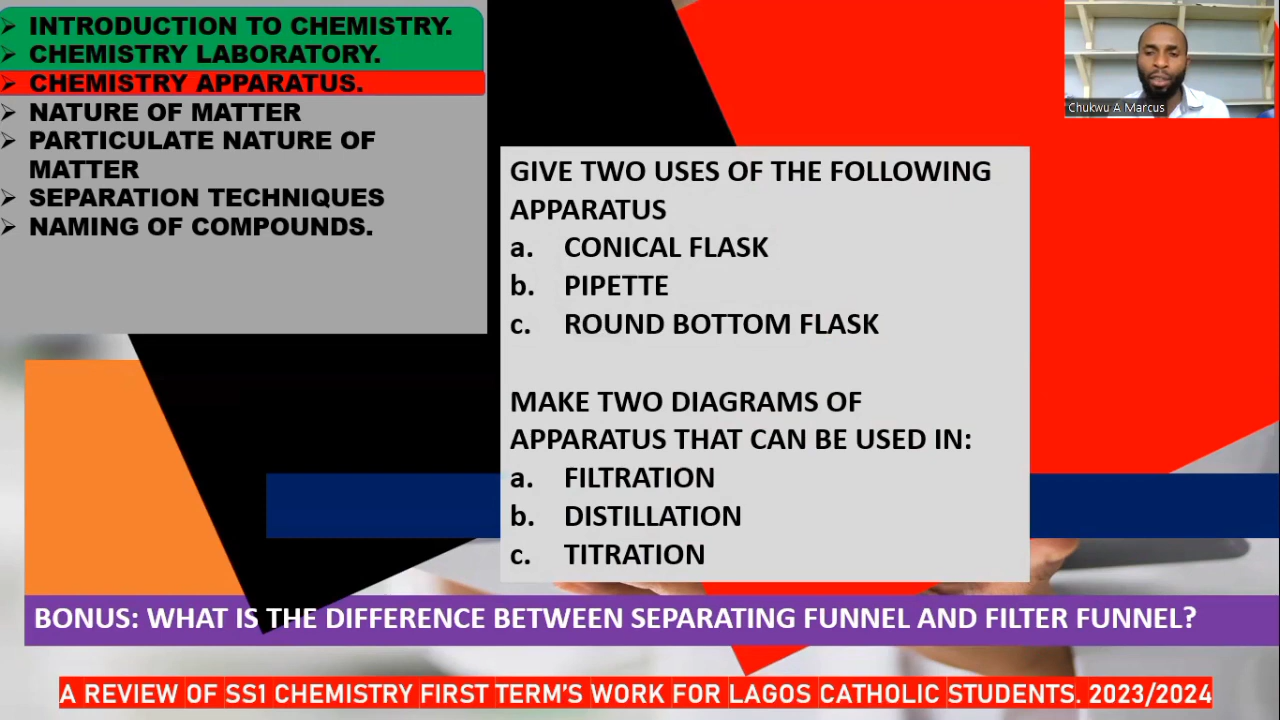 INTRODUCTION TO CHEMISTRY.
CHEMISTRY LABORATORY.
CHEMISTRY APPARATUS.
NATURE OF MATTER
PARTICULATE NATURE OF
MATTER
SEPARATION TECHNIQUES
NAMING OF COMPOUNDS.
Chukwu A Marcus
GIVE TWO USES OF THE FOLLOWING
APPARATUS
a. CONICAL FLASK
b. PIPETTE
c. ROUND BOTTOM FLASK
MAKE TWO DIAGRAMS OF
APPARATUS THAT CAN BE USED IN:
a. FILTRATION
b. DISTILLATION
c. TITRATION
BONUS: WHAT IS THE DIFFERENCE BETWEEN SEPARATING FUNNEL AND FILTER FUNNEL?
A REVIEW OF SS1 CHEMISTRY FIRST TERM'S WORK FOR LAGOS CATHOLIC STUDENTS. 2023/2024